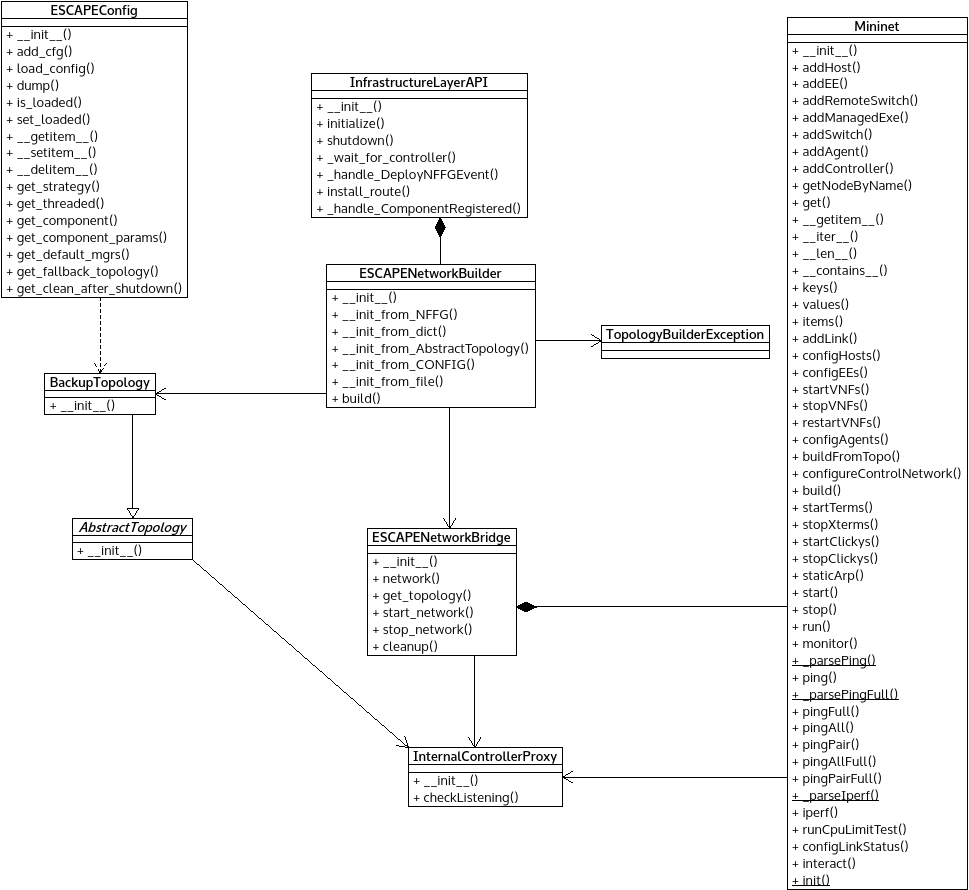 ESCAPEConfig
+ __init__()
+ add_cfg()
+ load_config()
+ dump()
+ is_loaded()
+ set_loaded()
+ __getitem__()
+ __setitem__()
+ __delitem__()
+ get_strategy()
+ get_threaded()
+ get_component()
+ get_component_params()
+ get_default_mgrs()
+ get_fallback_topology()
+ get_clean_after_shutdown()
InfrastructureLayerAPI
+ __init__()
+ initialize()
+ shutdown()
+ _wait_for_controller()
+ _handle_DeployNFFGEvent()
+ install_route()
+ _handle_ComponentRegistered()
ESCAPENetworkBuilder
+ __init__()
+ __init_from_NFFG()
+ __init_from_dict()
+ __init_from_AbstractTopology()
+ __init_from_CONFIG()
+ __init_from_file()
+ build()
TopologyBuilderException
BackupTopology
+ __init__()
AbstractTopology
+ __init__()
ESCAPENetworkBridge
+ __init__()
+ network()
+ get_topology()
+ start_network()
+ stop_network()
+ cleanup()
InternalControllerProxy
+ __init__()
+ checkListening()
Mininet
+ __init__()
+ addHost()
+ addEE()
+ addRemoteSwitch()
+ addManagedExe()
+ addSwitch()
+ addAgent()
+ addController()
+ getNodeByName()
+ get()
+ __getitem__()
+ __iter__()
+ __len__()
+ __contains__()
+ keys()
+ values()
+ items()
+ addLink()
+ configHosts()
+ configEEs()
+ startVNFs()
+ stopVNFs()
+ restartVNFs()
+ configAgents()
+ buildFromTopo()
+ configureControlNetwork()
+ build()
+ startTerms()
+ stopXterms()
+ startClickys()
+ stopClickys()
+ staticArp()
+ start()
+ stop()
+ run()
+ monitor()
+ _parsePing()
+ ping()
+ _parsePingFull()
+ pingFull()
+ pingAll()
+ pingPair()
+ pingAllFull()
+ pingPairFull()
+ _parseIperf()
+ iperf()
+ runCpuLimitTest()
+ configLinkStatus()
+ interact()
+ init()